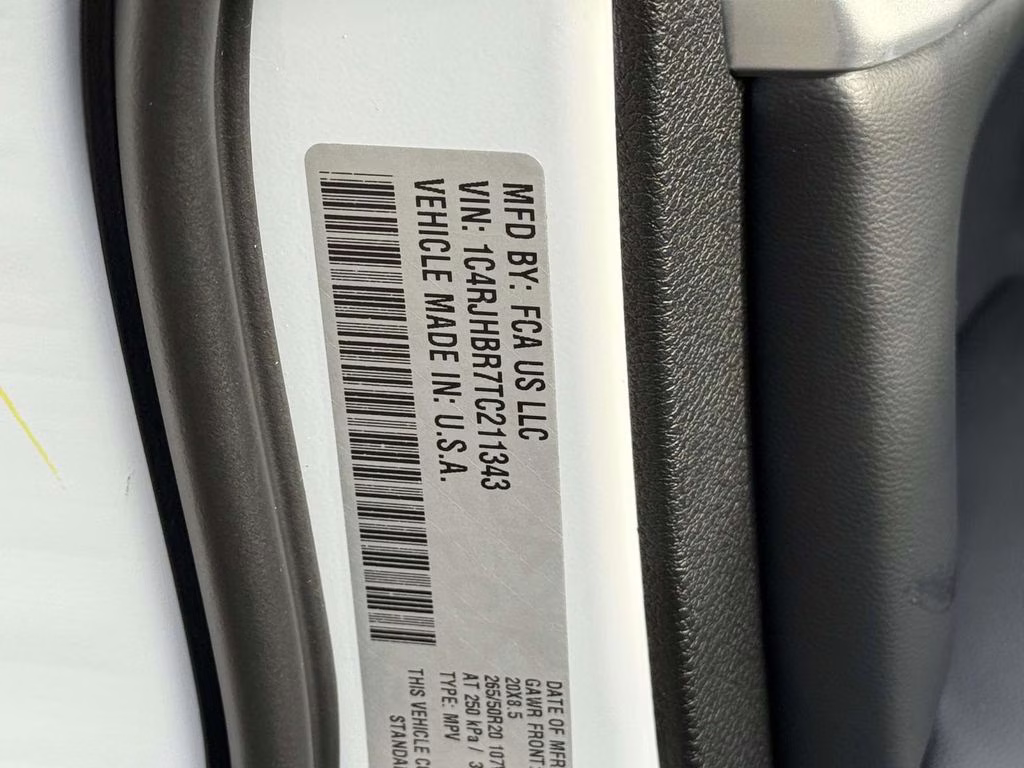 MFD BY: FCA US LLC
VIN: 1C4RJHBR7TC211343
VEHICLE MADE IN: U.S.A.
DATE OF MFR
GAWR FRONT:
20X8.5
265/50R20
AT 250 kPa / 3
TYPE: MPV
THIS VEHICLE